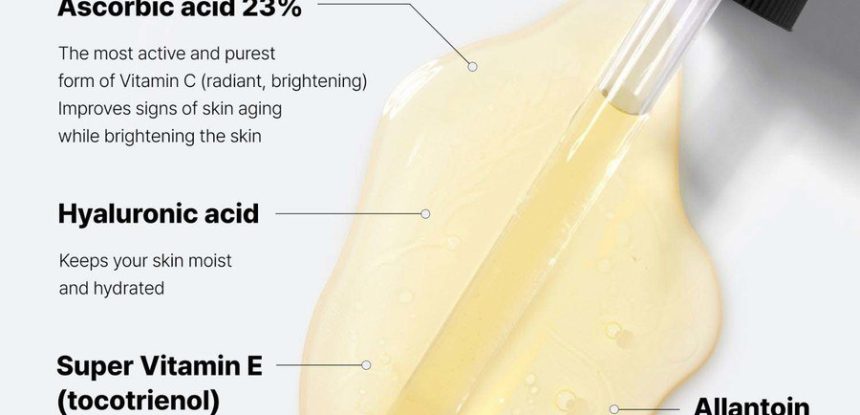 Ascorbic acid 23%
The most active and purest
form of Vitamin C (radiant, brightening)
Improves signs of skin aging
while brightening the skin
Hyaluronic acid
Keeps your skin moist
and hydrated
Super Vitamin E
(tocotrienol)
Allantoin